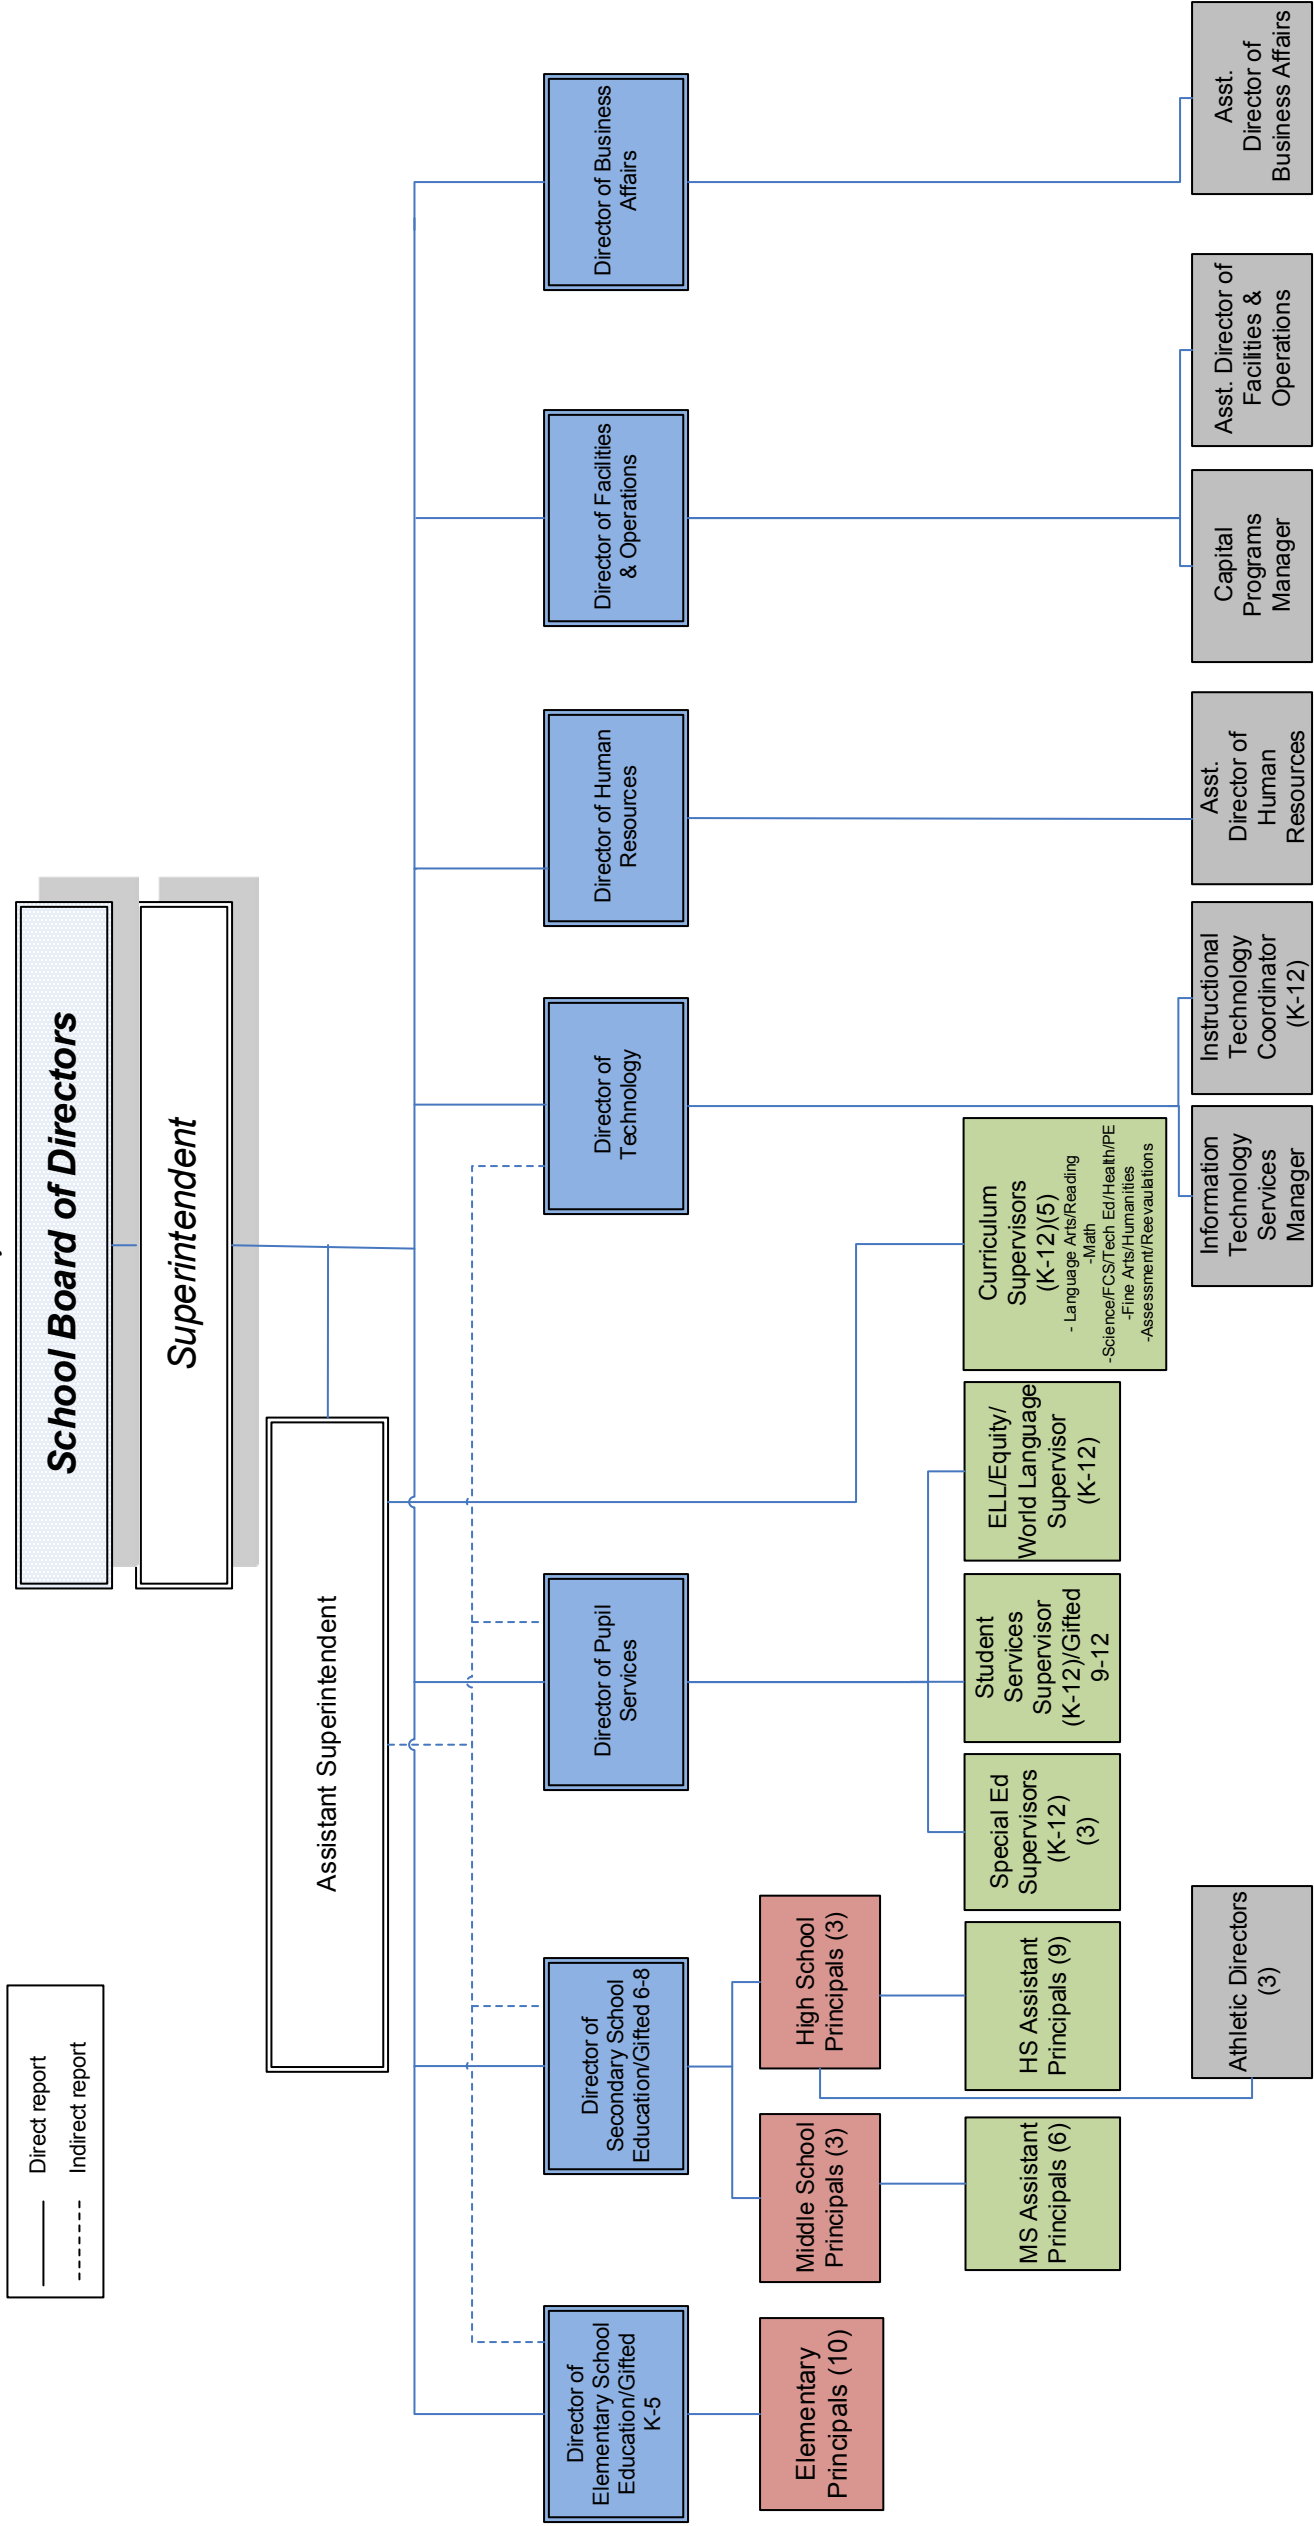 Direct report
Indirect report
School Board of Directors
Superintendent
Assistant Superintendent
Director of
Elementary School
Education/Gifted
K-5
Director of
Secondary School
Education/Gifted 6-8
Director of Pupil
Services
Director of
Technology
Director of Human
Resources
Director of Facilities
& Operations
Director of Business
Affairs
Elementary
Principals (10)
Middle School
Principals (3)
High School
Principals (3)
MS Assistant
Principals (6)
HS Assistant
Principals (9)
Special Ed
Supervisors
(K-12)
(3)
Student
Services
Supervisor
(K-12)/Gifted
9-12
ELL/Equity/
World Language
Supervisor
(K-12)
Curriculum
Supervisors
(K-12)(5)
- Language Arts/Reading
-Math
-Science/FCS/Tech Ed/Health/PE
-Fine Arts/Humanities
-Assessment/Reevaulations
Athletic Directors
(3)
Information
Technology
Services
Manager
Instructional
Technology
Coordinator
(K-12)
Asst.
Director of
Human
Resources
Capital
Programs
Manager
Asst. Director of
Facilities &
Operations
Asst.
Director of
Business Affairs